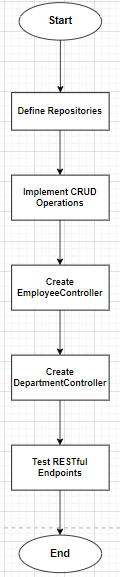 Start
Define Repositories
Implement CRUD
Operations
Create
EmployeeController
Create
DepartmentController
Test RESTful
Endpoints
End